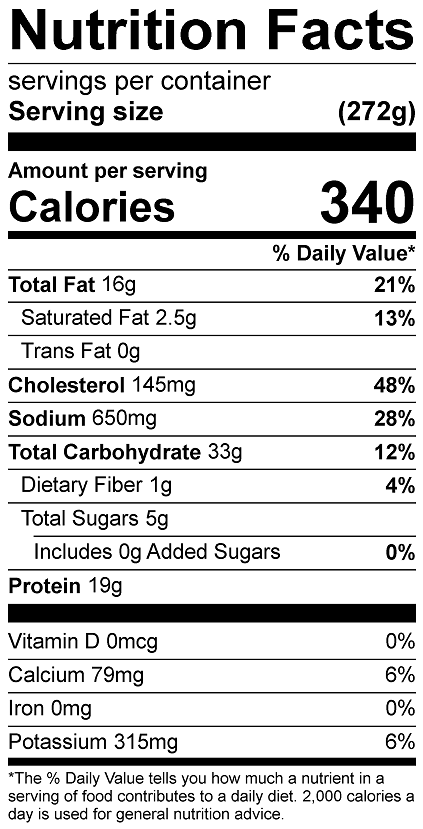 Nutrition Facts
servings per container
Serving size (272g)
Amount per serving
Calories 340
% Daily Value*
Total Fat 16g 21%
Saturated Fat 2.5g 13%
Trans Fat 0g
Cholesterol 145mg 48%
Sodium 650mg 28%
Total Carbohydrate 33g 12%
Dietary Fiber 1g 4%
Total Sugars 5g
Includes 0g Added Sugars 0%
Protein 19g
Vitamin D 0mcg 0%
Calcium 79mg 6%
Iron 0mg 0%
Potassium 315mg 6%
*The % Daily Value tells you how much a nutrient in a
serving of food contributes to a daily diet. 2,000 calories a
day is used for general nutrition advice.